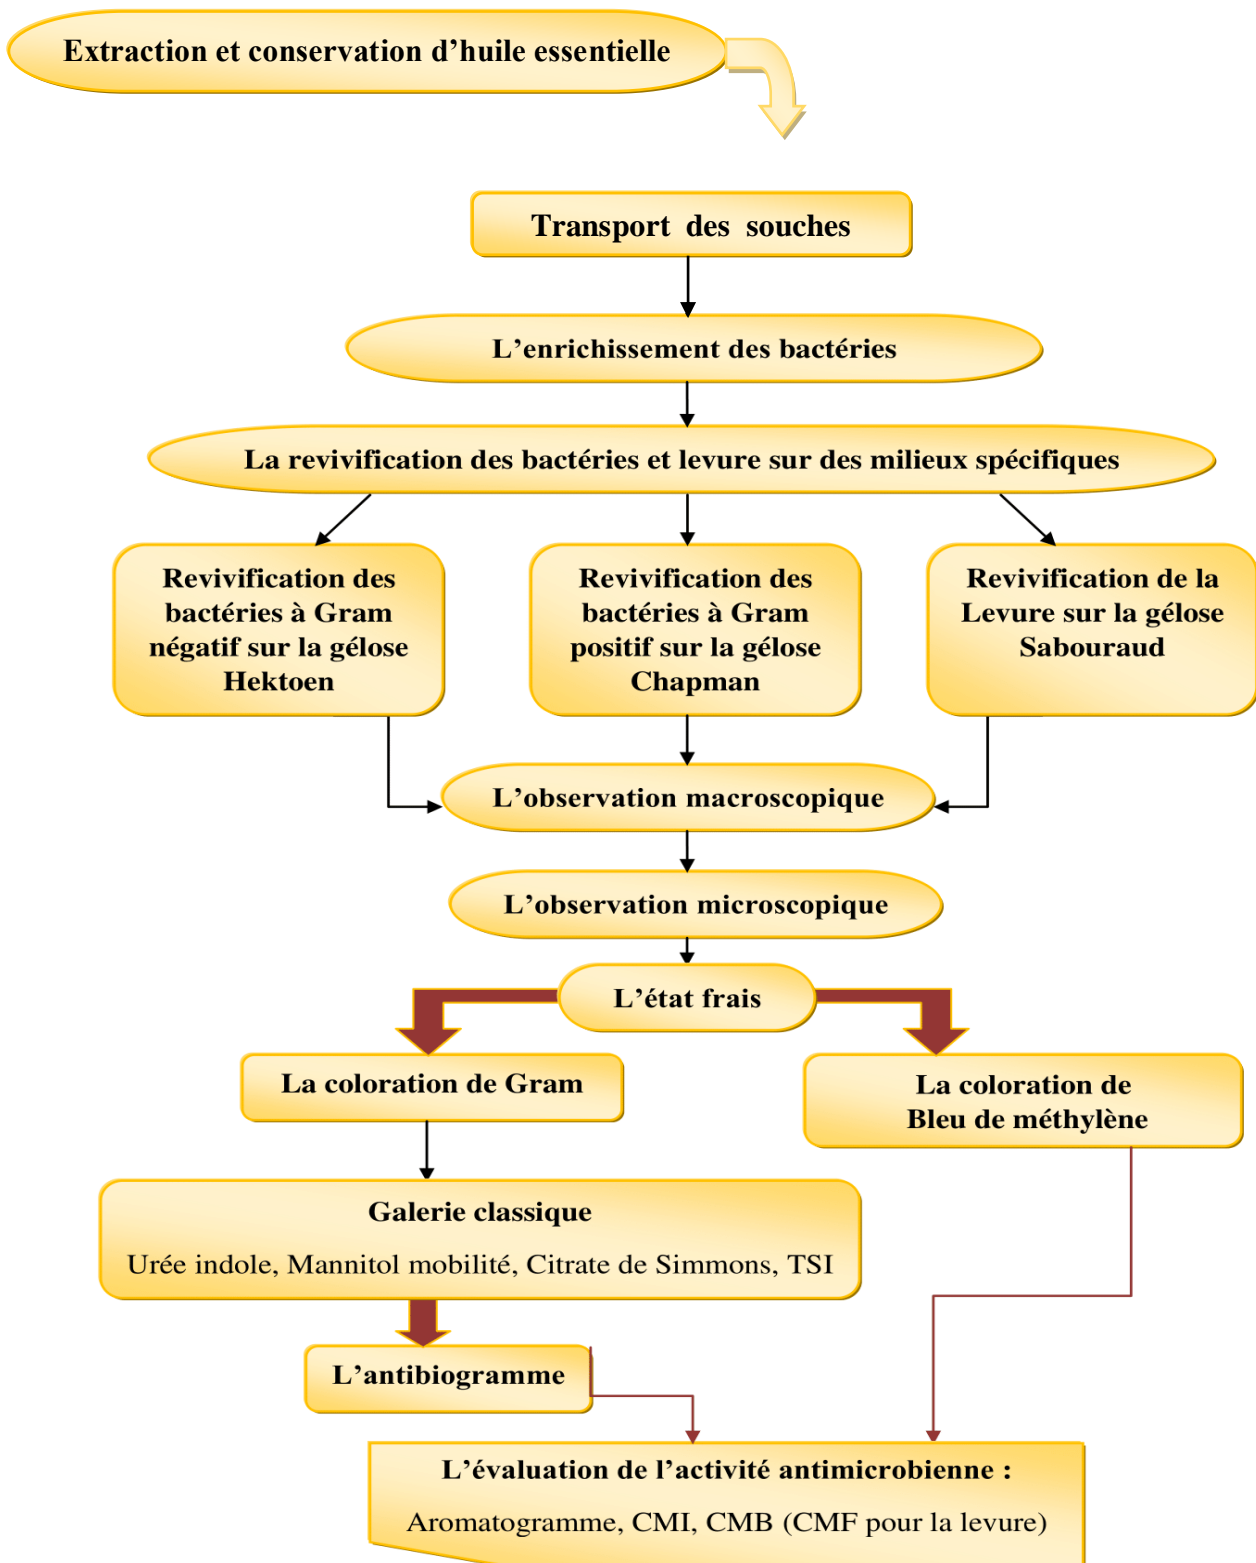 Extraction et conservation d’huile essentielle
Transport des souches
L’enrichissement des bactéries
La revivification des bactéries et levure sur des milieux spécifiques
Revivification des
bactéries à Gram
négatif sur la gélose
Hektoen
Revivification des
bactéries à Gram
positif sur la gélose
Chapman
Revivification de la
Levure sur la gélose
Sabouraud
L’observation macroscopique
L’observation microscopique
L’état frais
La coloration de Gram
La coloration de
Bleu de méthylène
Galerie classique
Urée indole, Mannitol mobilité, Citrate de Simmons, TSI
L’antibiogramme
L’évaluation de l’activité antimicrobienne :
Aromatogramme, CMI, CMB (CMF pour la levure)